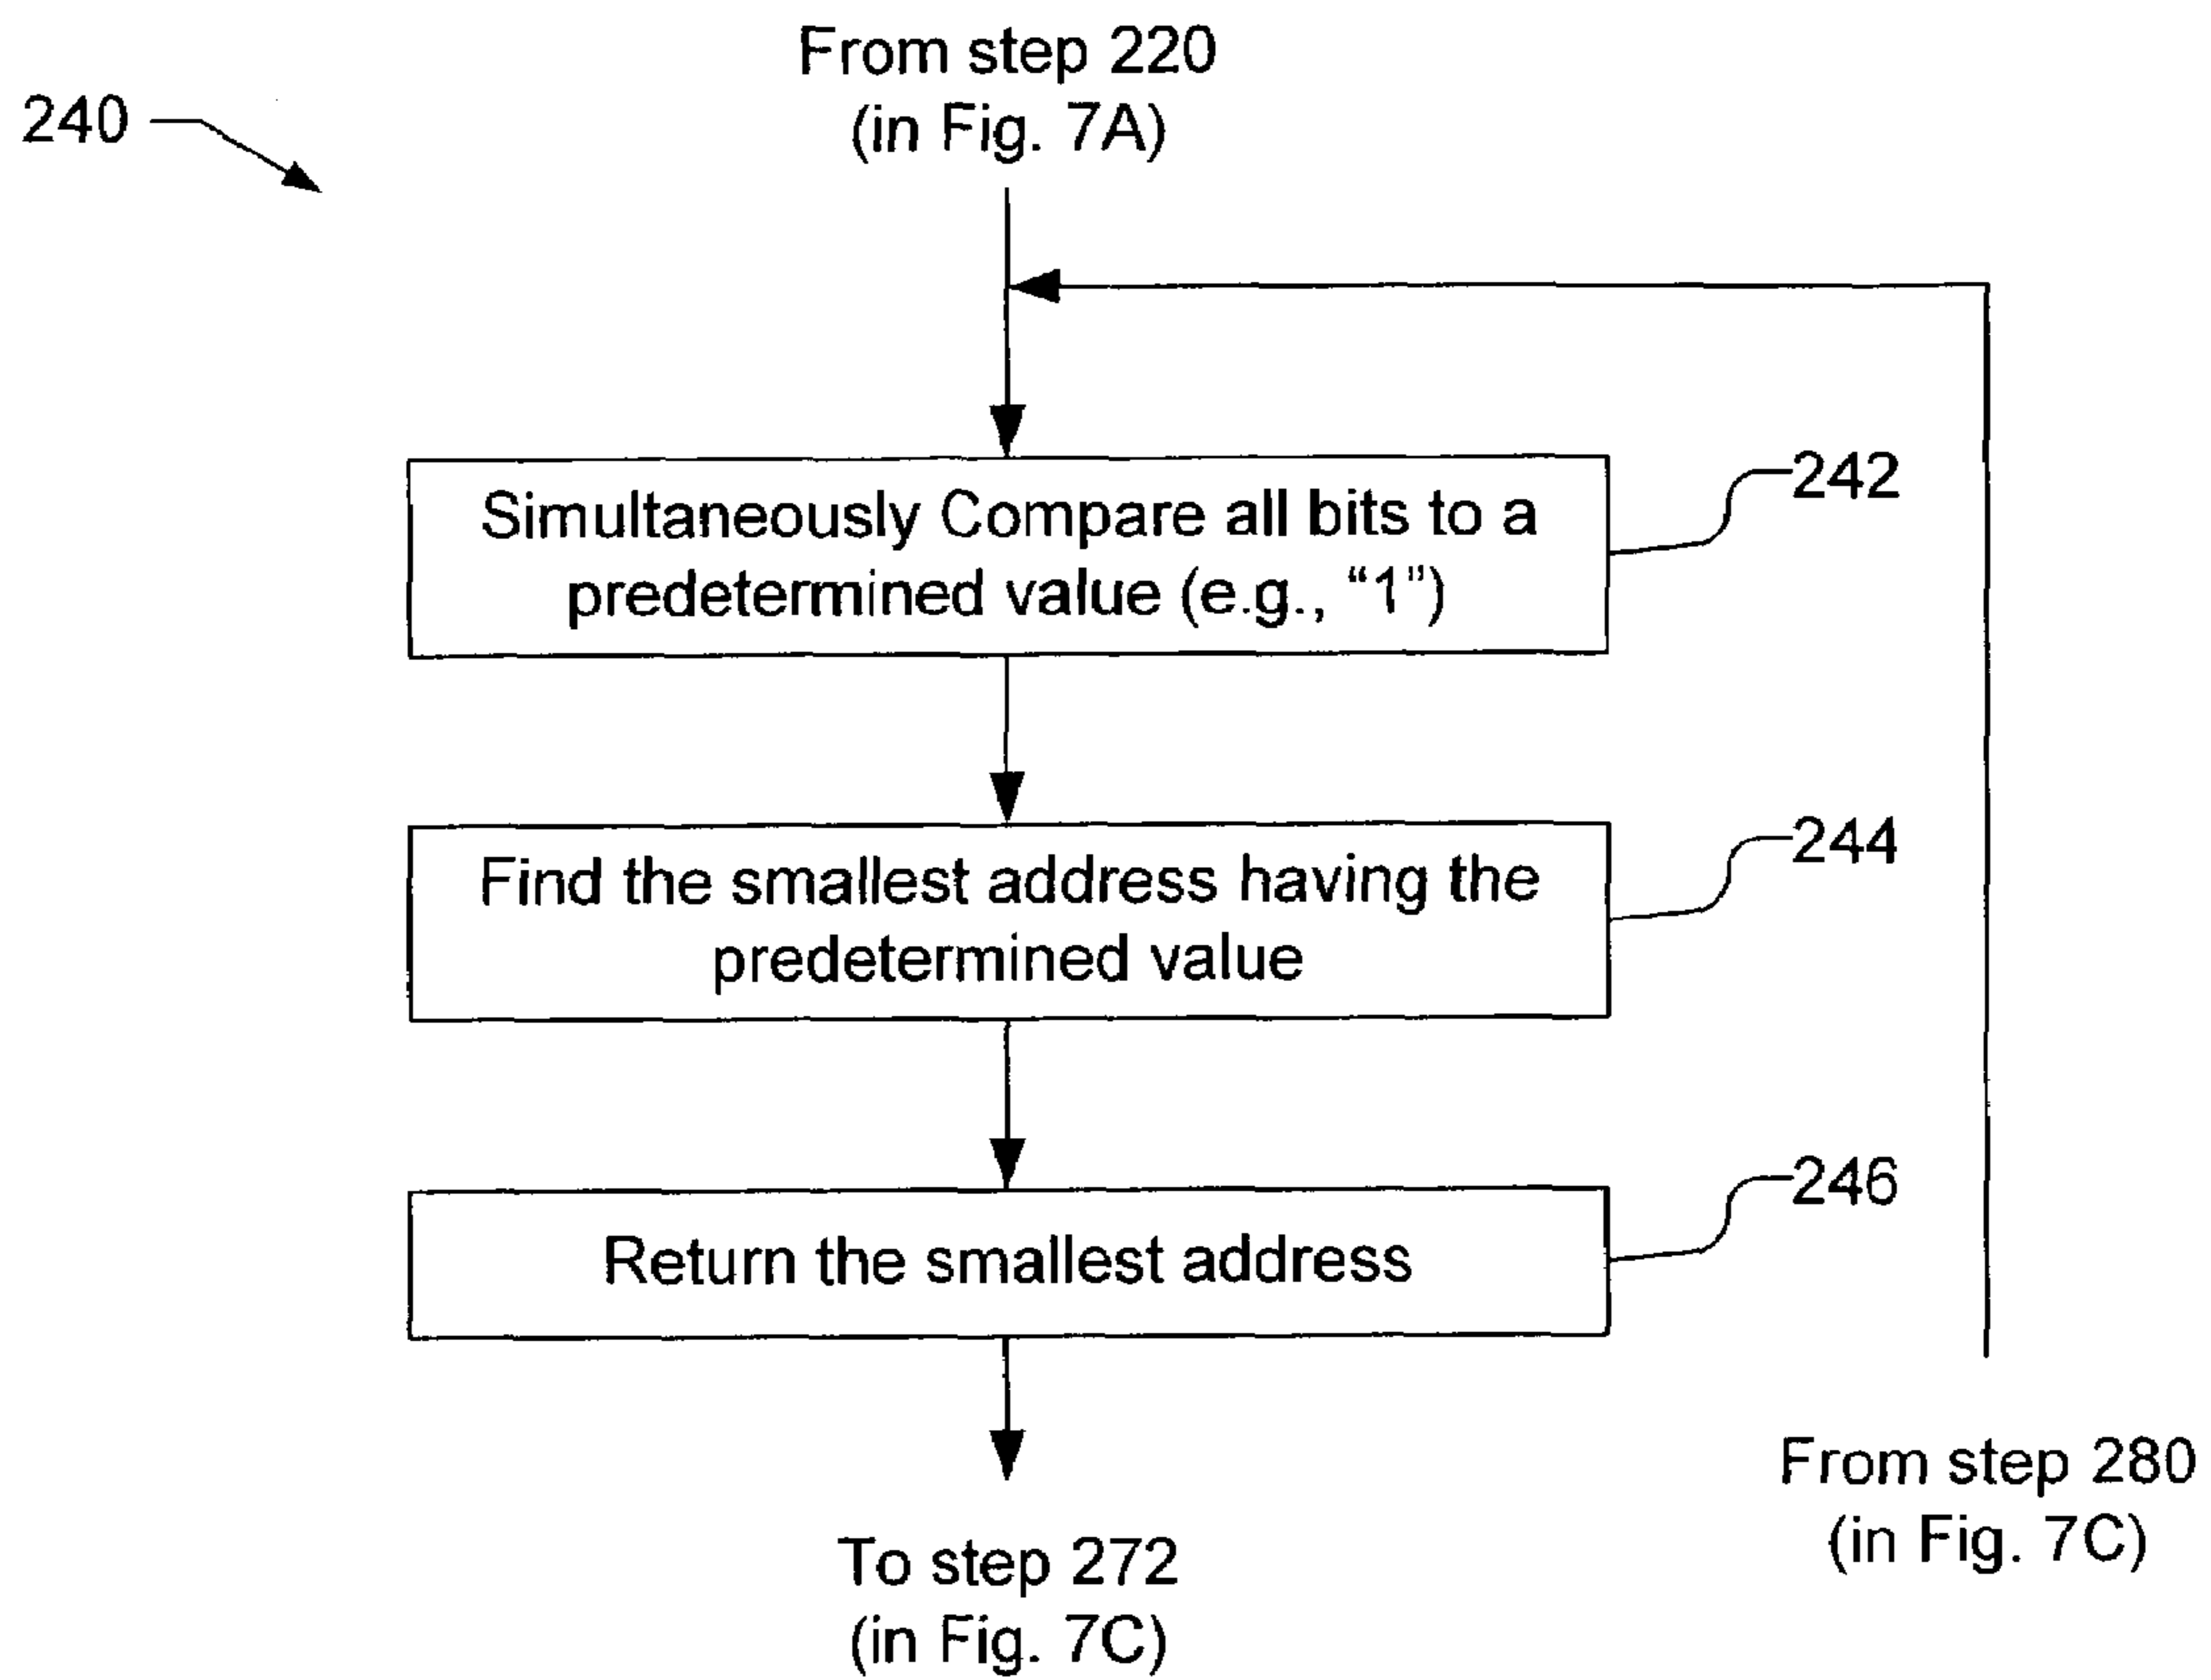 From step 220
(in Fig. 7A)
240
Simultaneously Compare all bits to a
predetermined value (e.g., “1”)
242
Find the smallest address having the
predetermined value
244
Return the smallest address
246
From step 280
(in Fig. 7C)
To step 272
(in Fig. 7C)